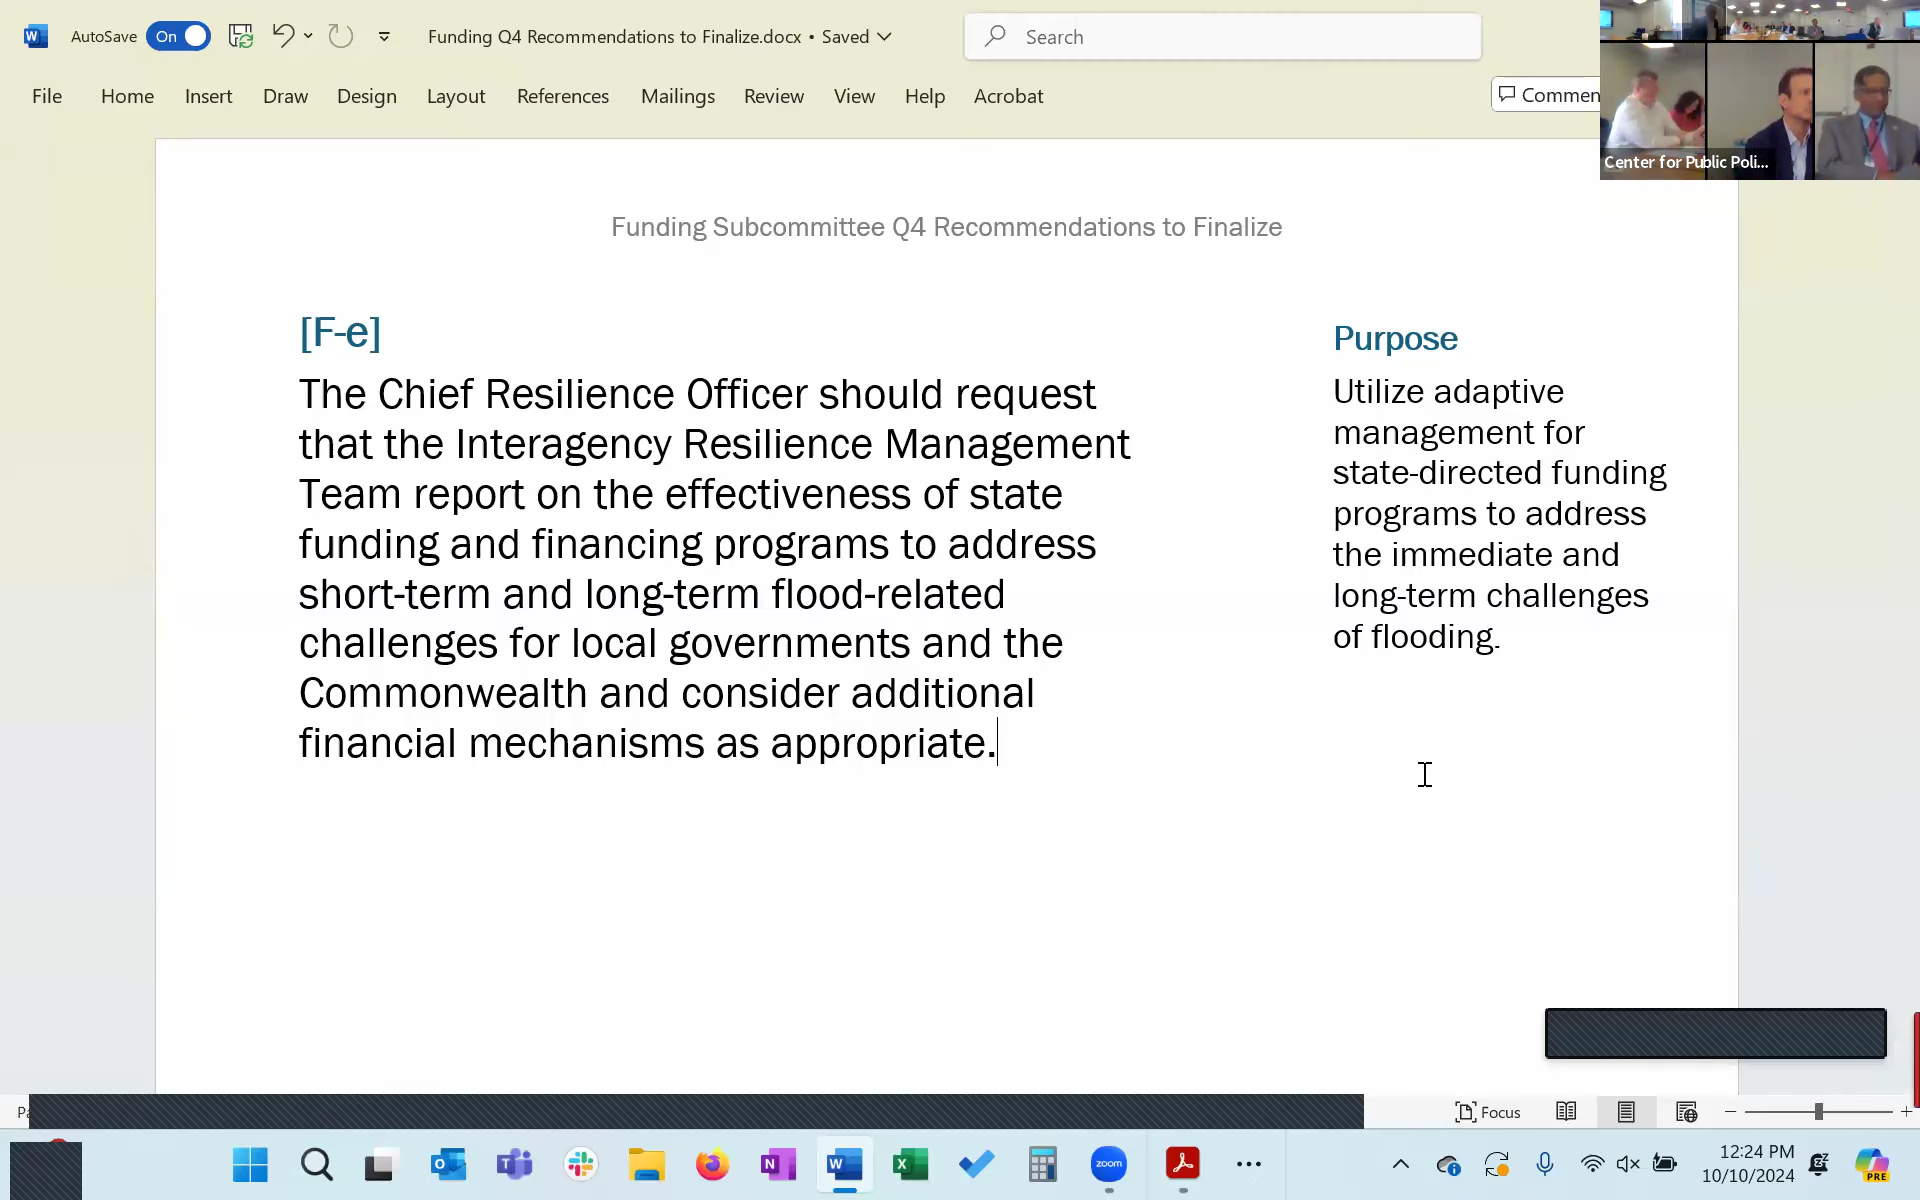 AutoSave On Funding Q4 Recommendations to Finalize.docx • Saved Search
File Home Insert Draw Design Layout References Mailings Review View Help Acrobat Commen
Center for Public Poli...
Funding Subcommittee Q4 Recommendations to Finalize
[F-e]
The Chief Resilience Officer should request
that the Interagency Resilience Management
Team report on the effectiveness of state
funding and financing programs to address
short-term and long-term flood-related
challenges for local governments and the
Commonwealth and consider additional
financial mechanisms as appropriate.
Purpose
Utilize adaptive
management for
state-directed funding
programs to address
the immediate and
long-term challenges
of flooding.
Focus
zoom
12:24 PM
10/10/2024
PRE